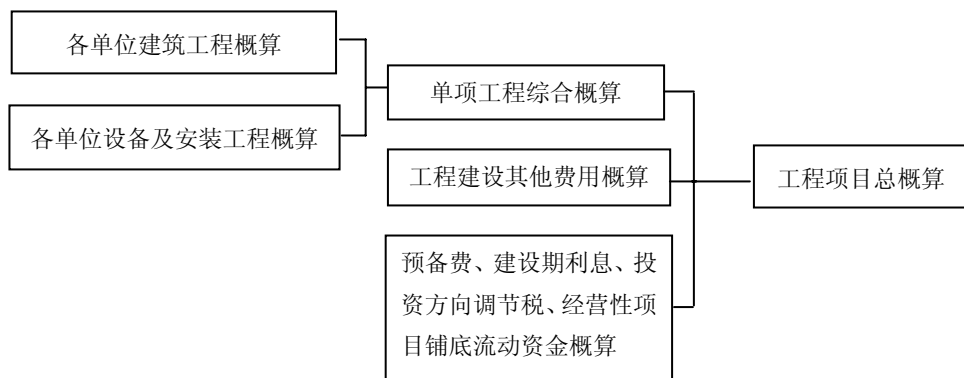 各单位建筑工程概算
各单位设备及安装工程概算
单项工程综合概算
工程建设其他费用概算
预备费、建设期利息、投
资方向调节税、经营性项
目铺底流动资金概算
工程项目总概算